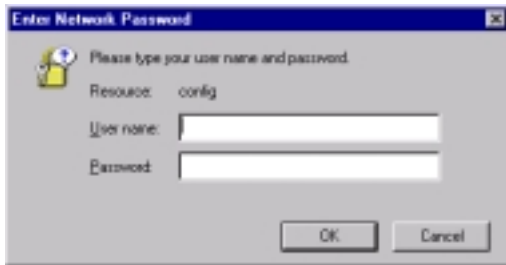 Enter Network Password
Please type your user name and password.
Resource: config
User name:
Password:
OK Cancel